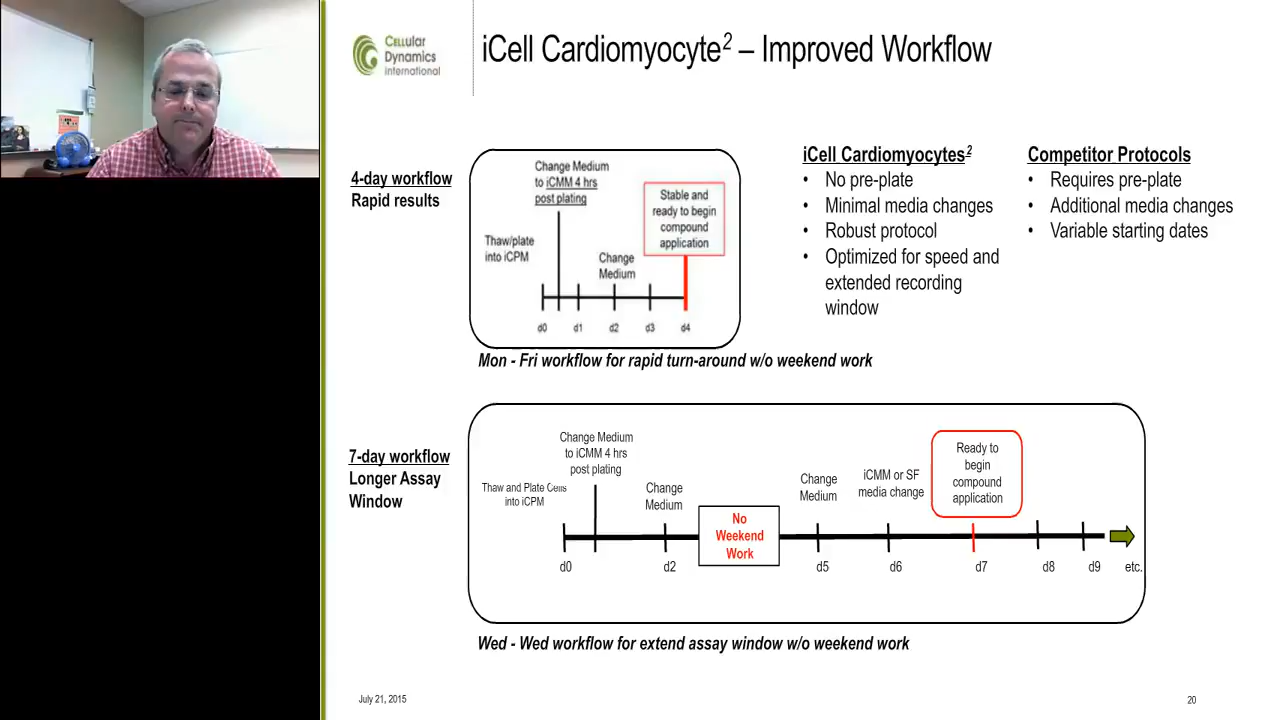 CELLular
Dynamics
international
iCell Cardiomyocyte2 – Improved Workflow
4-day workflow
Rapid results
Change Medium
to iCMM 4 hrs
post plating
Stable and
ready to begin
compound
application
Thaw/plate
into iCPM
Change
Medium
d0 d1 d2 d3 d4
Mon - Fri workflow for rapid turn-around w/o weekend work
iCell Cardiomyocytes2
• No pre-plate
• Minimal media changes
• Robust protocol
• Optimized for speed and
extended recording
window
Competitor Protocols
• Requires pre-plate
• Additional media changes
• Variable starting dates
7-day workflow
Longer Assay
Window
Change Medium
to iCMM 4 hrs
post plating
Thaw and Plate Cells
into iCPM
Change
Medium
No
Weekend
Work
Change
Medium
iCMM or SF
media change
Ready to
begin
compound
application
d0 d2 d5 d6 d7 d8 d9 etc.
Wed - Wed workflow for extend assay window w/o weekend work
July 21, 2015
20